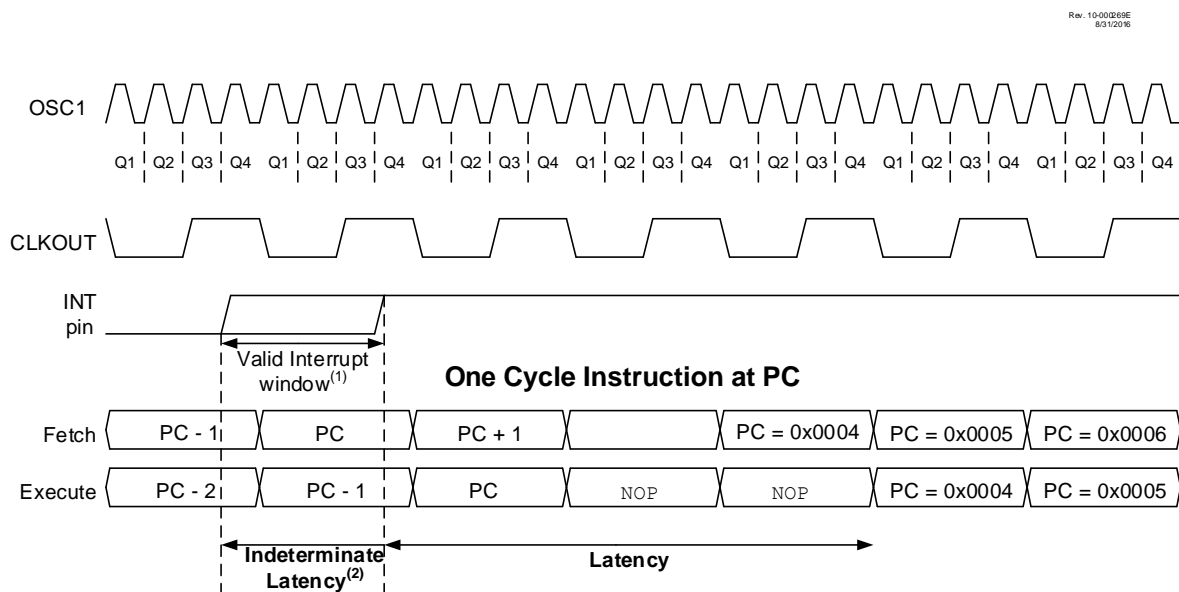 Rev. 10-000269E
8/31/2016
OSC1
Q1 Q2 Q3 Q4 Q1 Q2 Q3 Q4 Q1 Q2 Q3 Q4 Q1 Q2 Q3 Q4 Q1 Q2 Q3 Q4 Q1 Q2 Q3 Q4 Q1 Q2 Q3 Q4
CLKOUT
INT
pin
Valid Interrupt
window(1)
One Cycle Instruction at PC
Fetch PC - 1 PC PC + 1 PC = 0x0004 PC = 0x0005 PC = 0x0006
Execute PC - 2 PC - 1 PC NOP NOP PC = 0x0004 PC = 0x0005
Indeterminate
Latency(2)
Latency